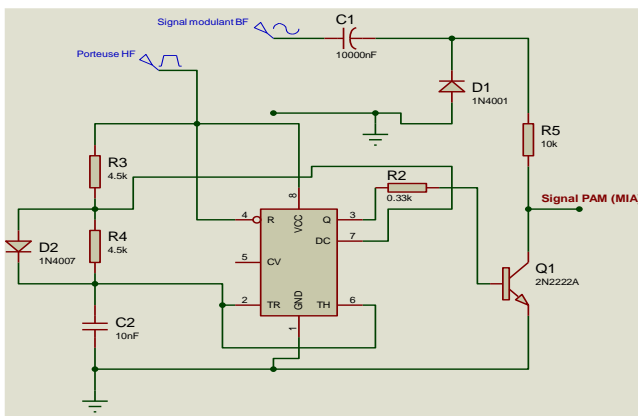 Signal modulant BF
C1
10000nF
Porteuse HF
D1
1N4001
R5
10k
R3
4.5k
R2
0.33k
Signal PAM (MIA
8
VCC
4
R
Q
3
DC
7
D2
1N4007
R4
4.5k
5
CV
Q1
2N2222A
2
TR
GND
TH
6
1
C2
10nF